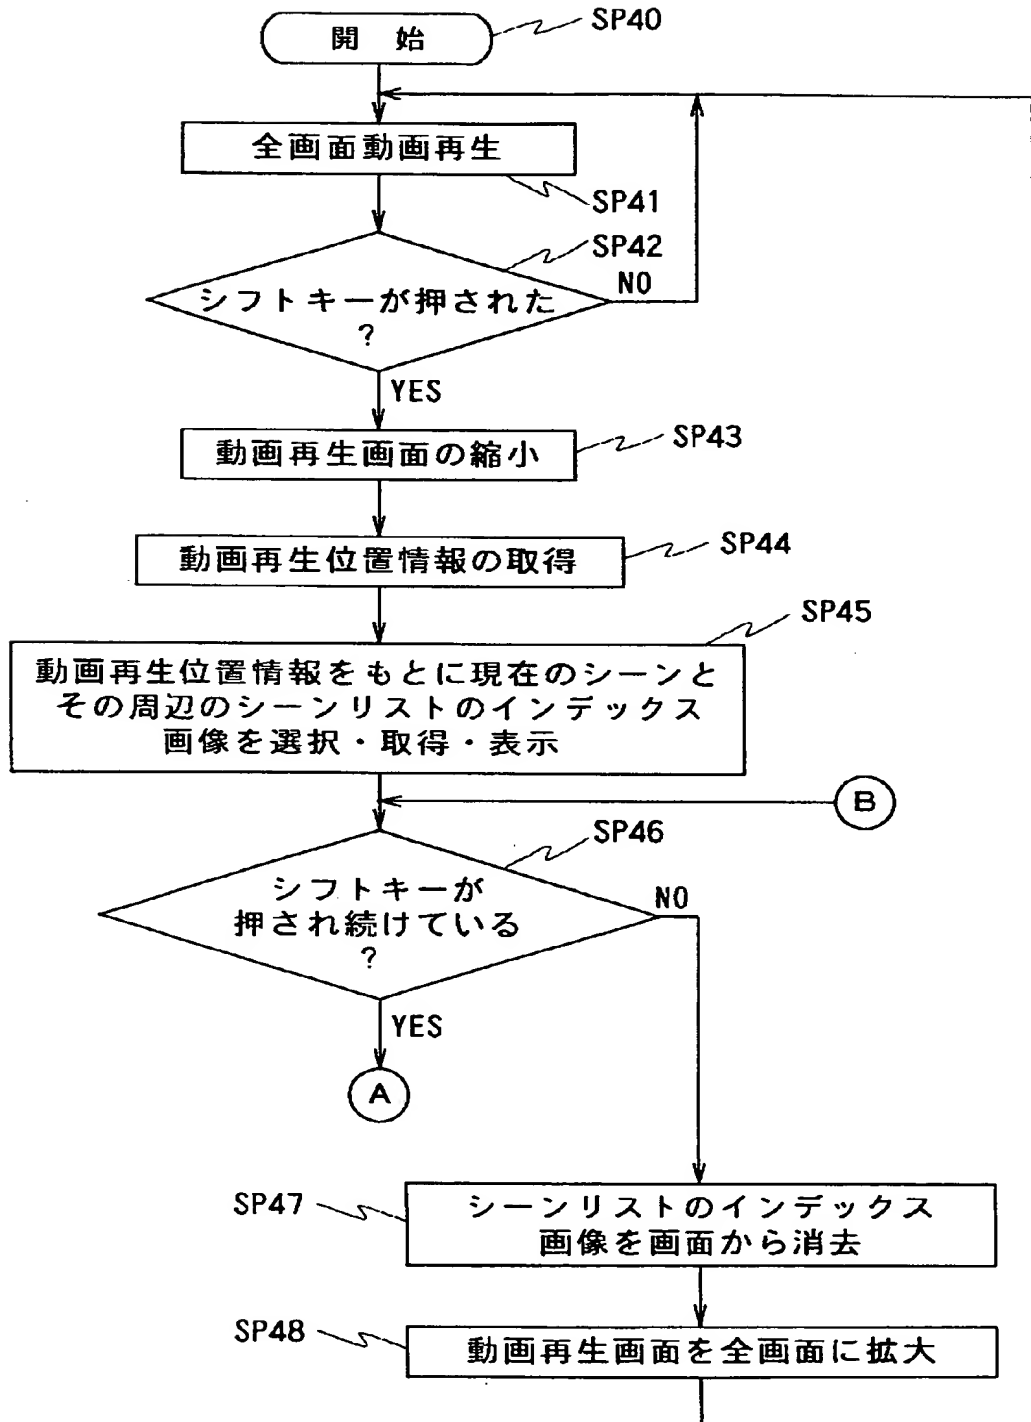 開 始
SP40
全画面動画再生
SP41
SP42
シフトキーが押された
?
NO
YES
動画再生画面の縮小
SP43
動画再生位置情報の取得
SP44
SP45
動画再生位置情報をもとに現在のシーンと
その周辺のシーンリストのインデックス
画像を選択・取得・表示
B
SP46
シフトキーが
押され続けている
?
NO
YES
A
SP47
シーンリストのインデックス
画像を画面から消去
SP48
動画再生画面を全画面に拡大